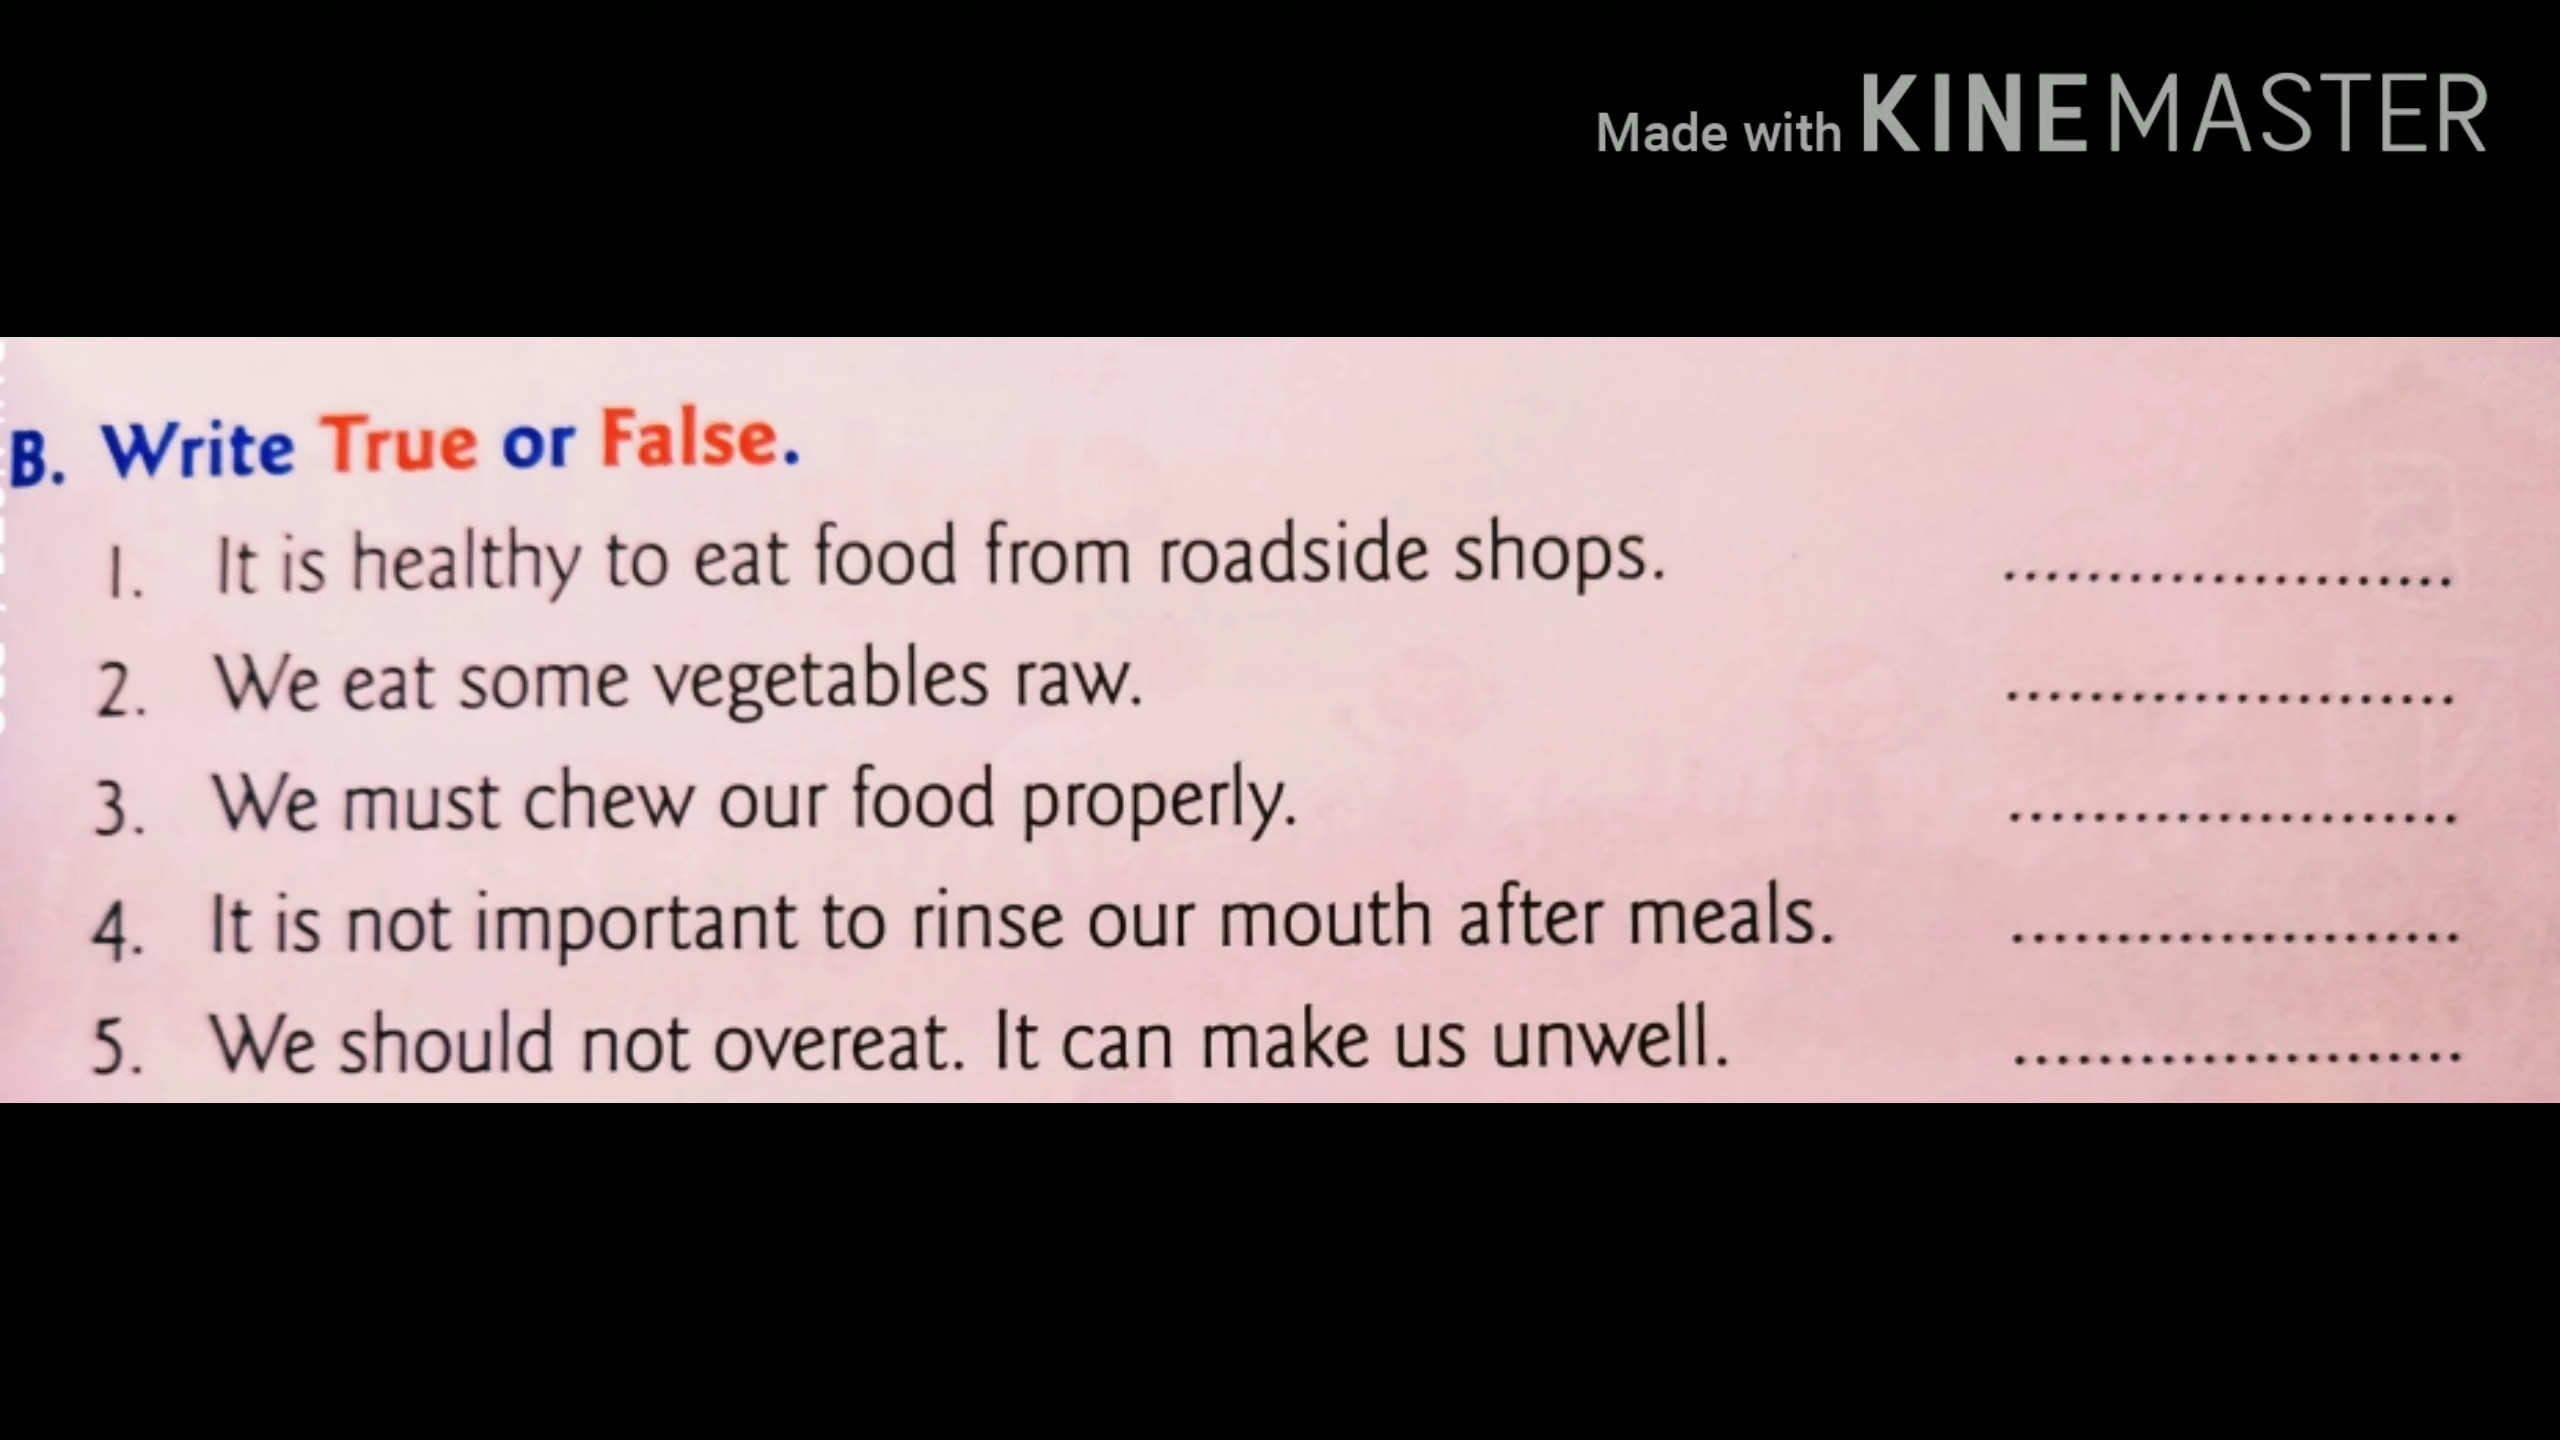 Made with KINEMASTER
B. Write True or False.
1. It is healthy to eat food from roadside shops. ......................
2. We eat some vegetables raw. ......................
3. We must chew our food properly. ......................
4. It is not important to rinse our mouth after meals. ......................
5. We should not overeat. It can make us unwell. ......................